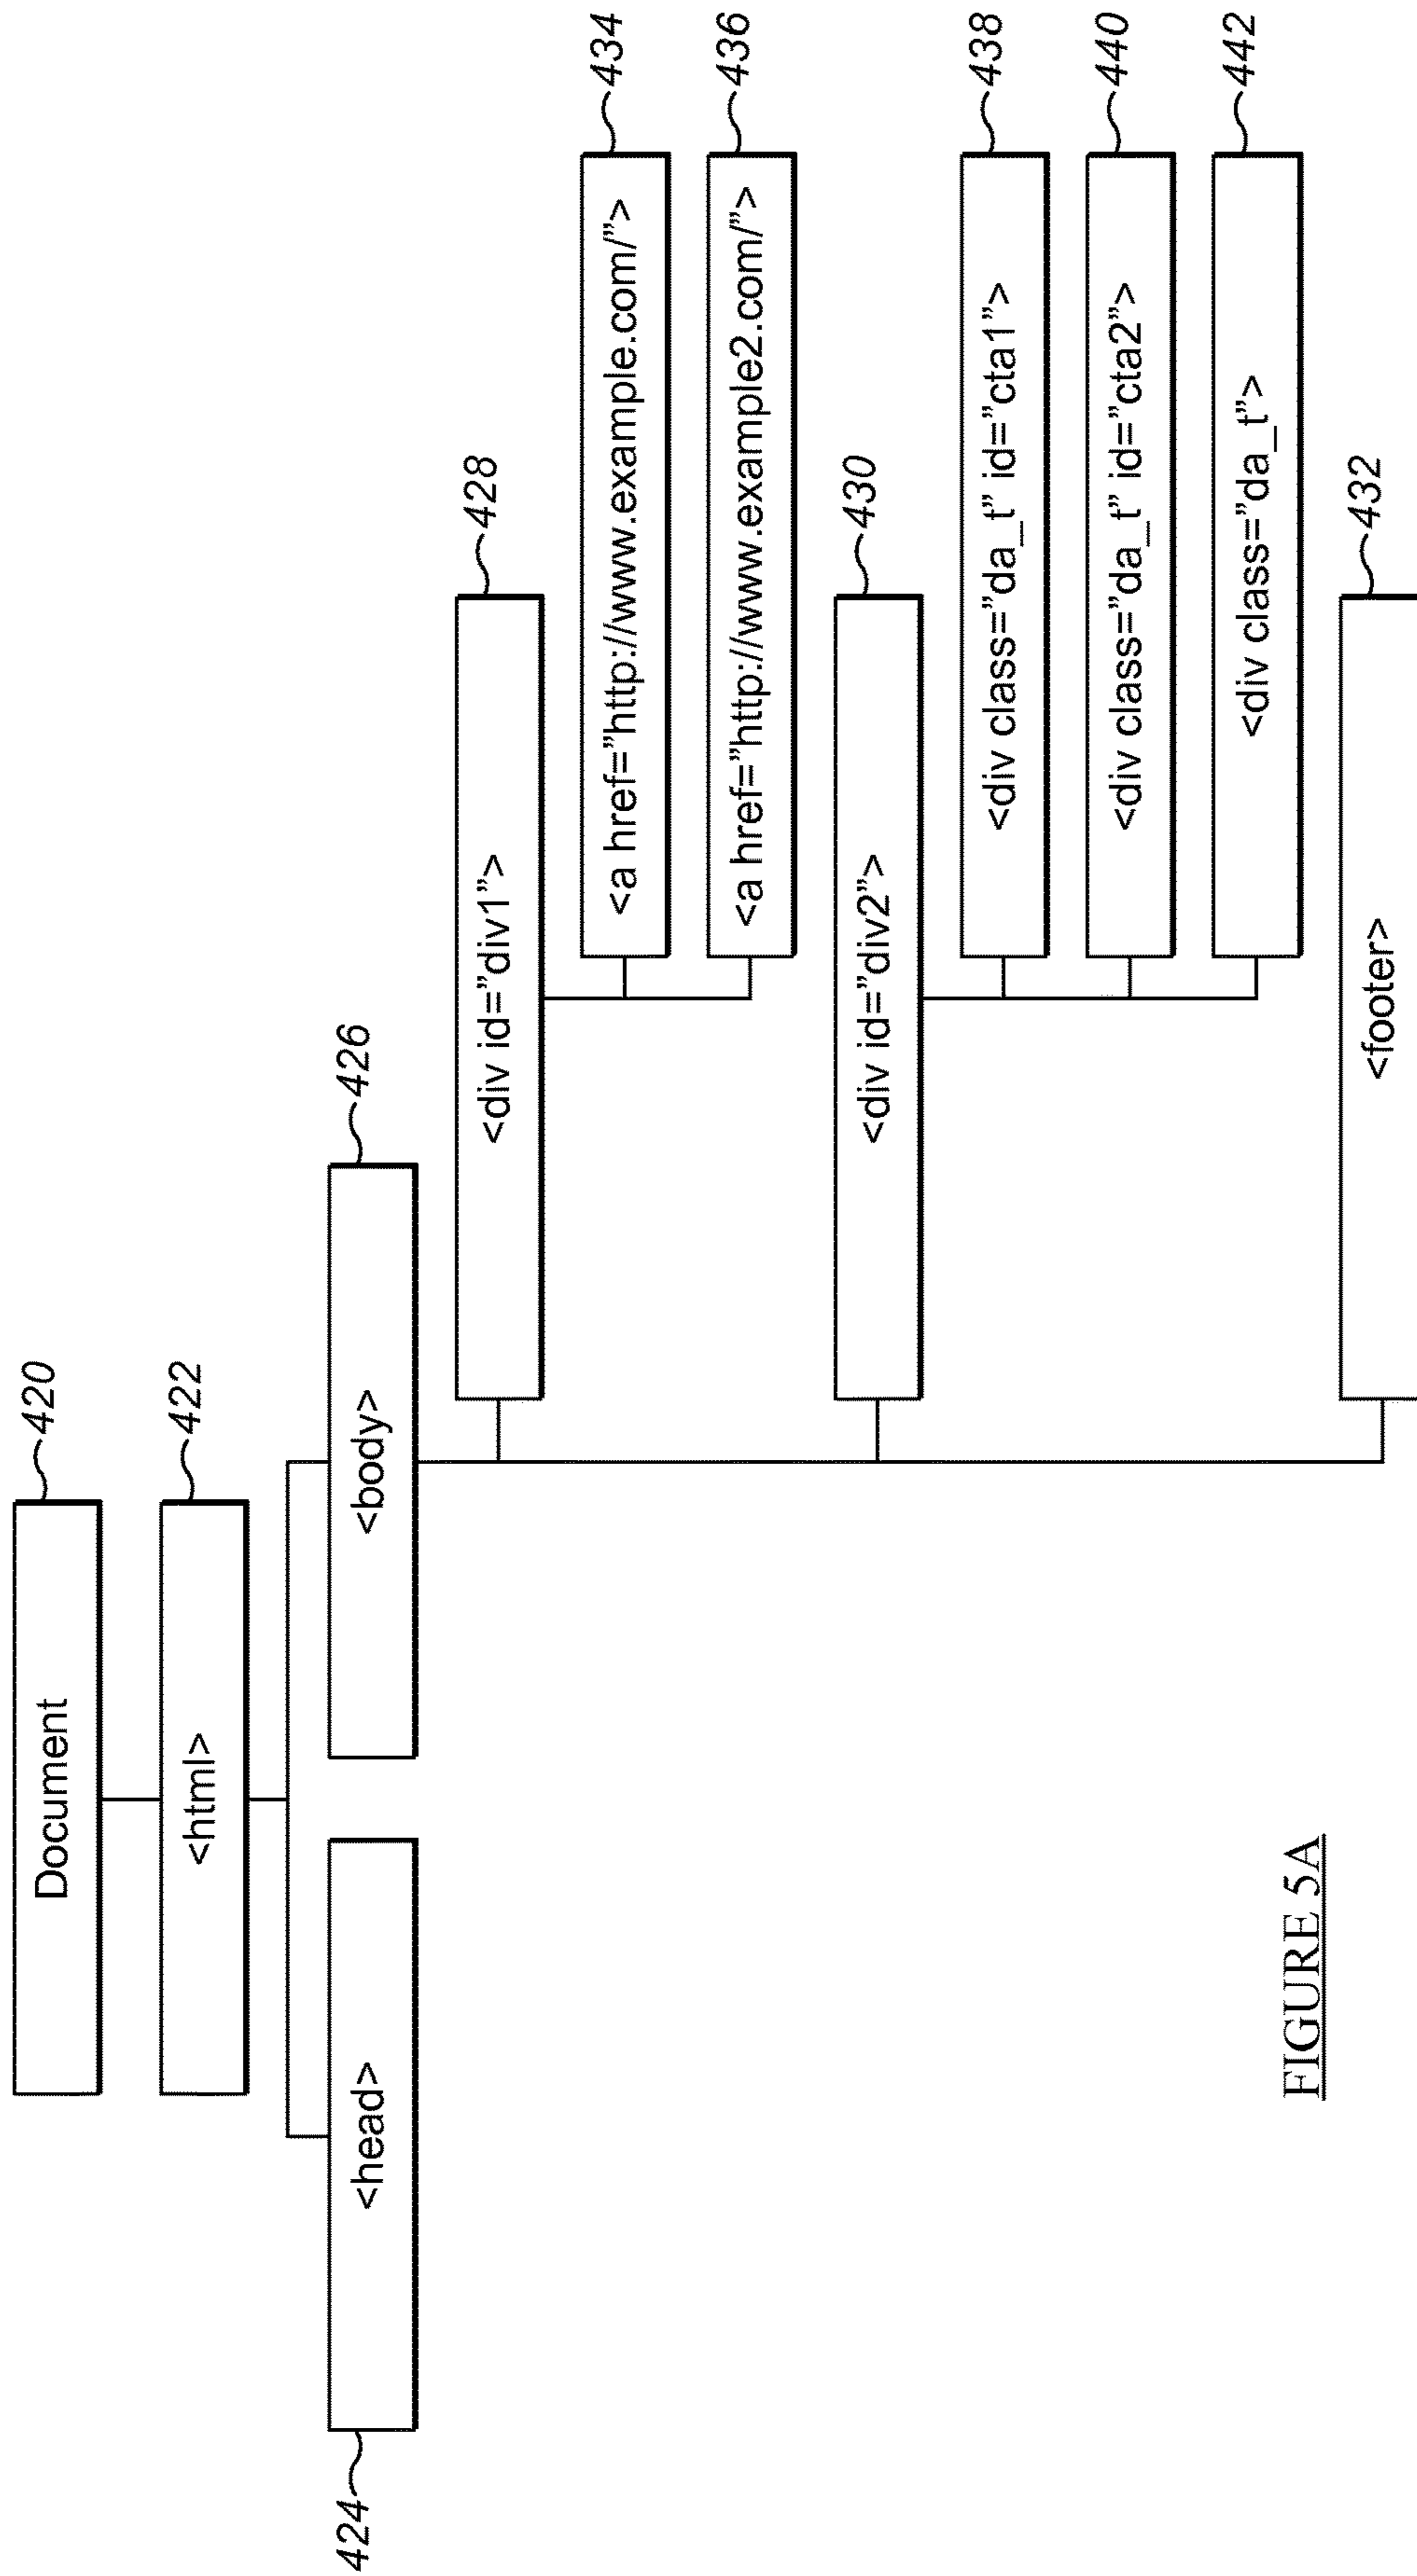 Document
420
<html>
422
<head>
424
<body>
426
<div id=”div1”>
428
<a href=”http://www.example.com/”>
434
<a href=”http://www.example2.com/”>
436
<div id=”div2”>
430
<div class=”da_t” id=”cta1”>
438
<div class=”da_t” id=”cta2”>
440
<div class=”da_t”>
442
<footer>
432
FIGURE 5A